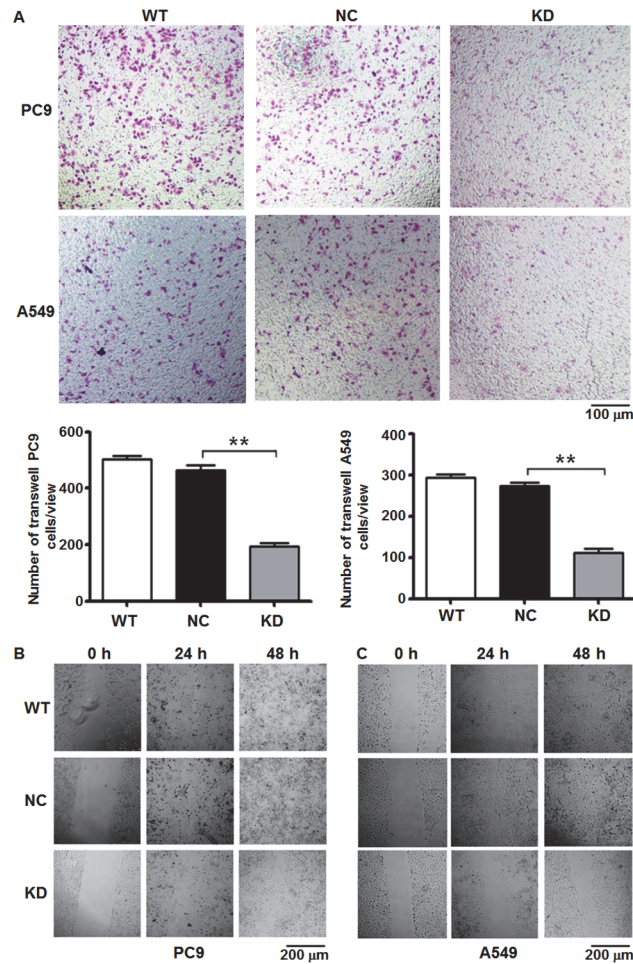 A
WT NC KD
PC9
A549
100 μm
Number of transwell PC9
cells/view
600
400
200
0
**
WT NC KD
Number of transwell A549
cells/view
400
300
200
100
0
**
WT NC KD
B 0 h 24 h 48 h
C 0 h 24 h 48 h
WT
NC
KD
200 μm
PC9
200 μm
A549